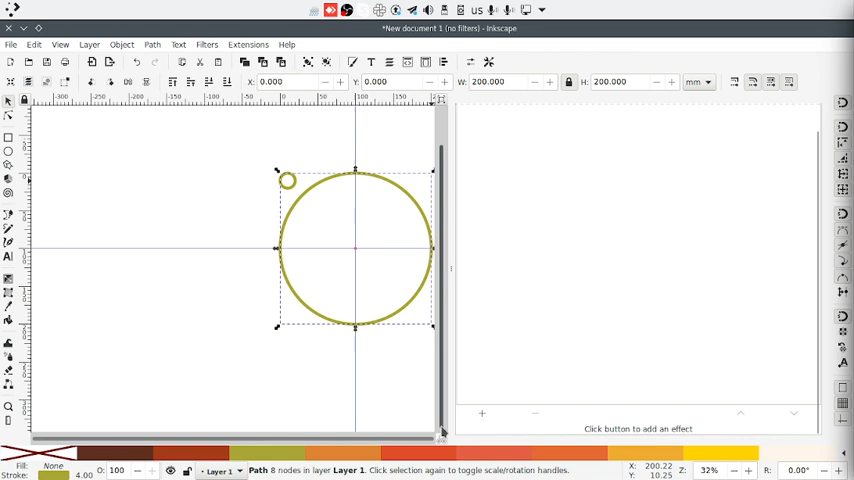 us
*New document 1 (no filters) - Inkscape
File Edit View Layer Object Path Text Filters Extensions Help
X: 0.000 - + Y: 0.000 - + W: 200.000 - + H: 200.000 - + mm
-300 -250 -200 -150 -100 -50 0 50 100 150
Click button to add an effect
Fill: None O: 100 - + Layer 1 Path 8 nodes in layer Layer 1. Click selection again to toggle scale/rotation handles. X: 200.22 Z: 32% - + R: 0.00° - +
Stroke: 4.00 Y: 10.25